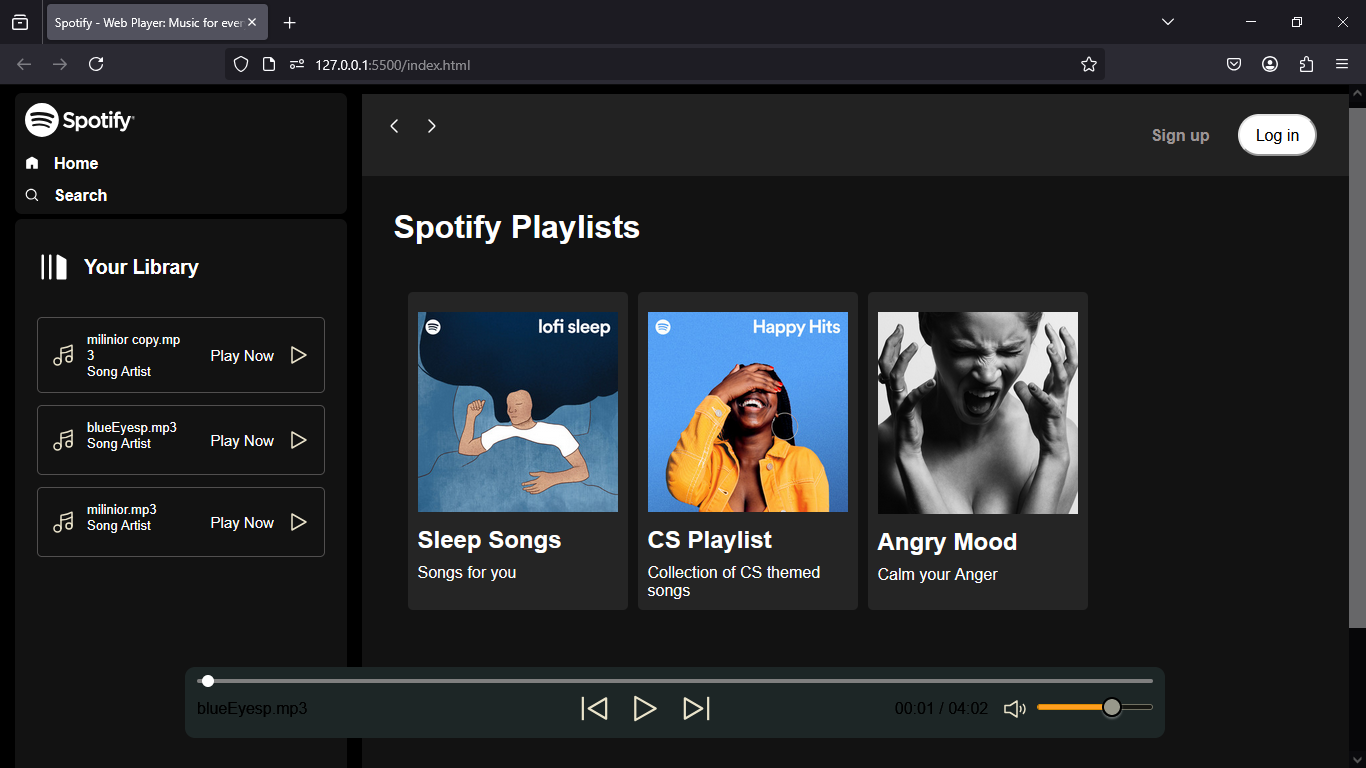 Spotify - Web Player: Music for ever
127.0.0.1:5500/index.html
Spotify
Home
Search
Your Library
milinior copy.mp
3
Song Artist
Play Now
blueEyesp.mp3
Song Artist
Play Now
milinior.mp3
Song Artist
Play Now
Sign up
Log in
Spotify Playlists
lofi sleep
Sleep Songs
Songs for you
Happy Hits
CS Playlist
Collection of CS themed
songs
Angry Mood
Calm your Anger
blueEyesp.mp3
00:01 / 04:02